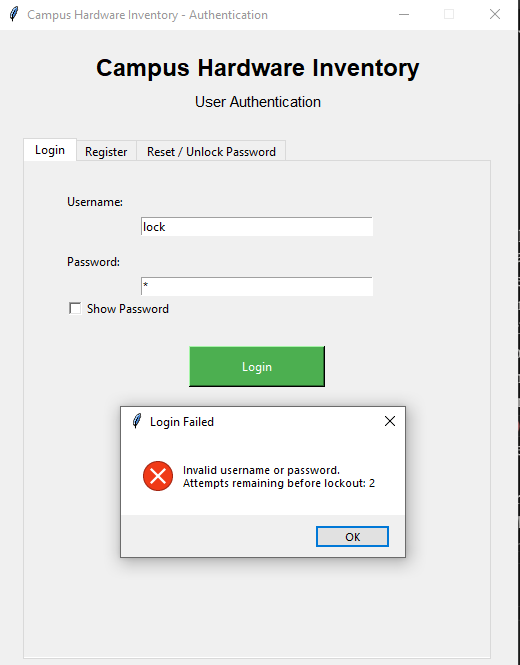 Campus Hardware Inventory - Authentication
Campus Hardware Inventory
User Authentication
Login
Register
Reset / Unlock Password
Username:
lock
Password:
*
Show Password
Login
Login Failed
Invalid username or password.
Attempts remaining before lockout: 2
OK